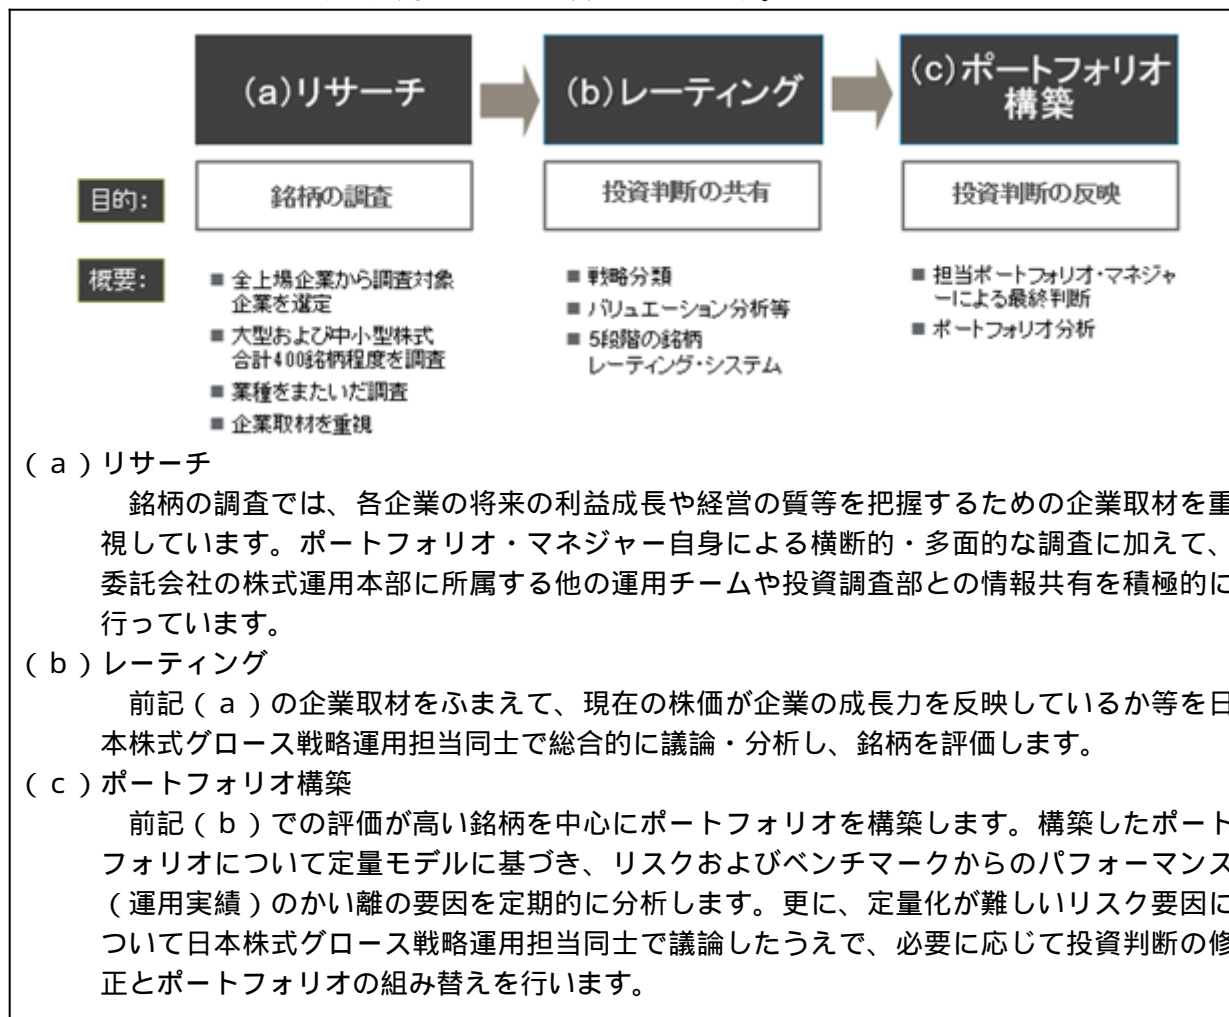 (a)リサーチ
(b)レーティング
(c)ポートフォリオ
構築
目的:
銘柄の調査
投資判断の共有
投資判断の反映
概要:
■ 全上場企業から調査対象
企業を選定
■ 大型および中小型株式
合計400銘柄程度を調査
■ 業種をまたいだ調査
■ 企業取材を重視
■ 戦略分類
■ バリュエーション分析等
■ 5段階の銘柄
レーティング・システム
■ 担当ポートフォリオ・マネジャ
ーによる最終判断
■ ポートフォリオ分析
(a)リサーチ
銘柄の調査では、各企業の将来の利益成長や経営の質等を把握するための企業取材を重
視しています。ポートフォリオ・マネジャー自身による横断的・多面的な調査に加えて、
委託会社の株式運用本部に所属する他の運用チームや投資調査部との情報共有を積極的に
行っています。
(b)レーティング
前記(a)の企業取材をふまえて、現在の株価が企業の成長力を反映しているか等を日
本株式グロース戦略運用担当同士で総合的に議論・分析し、銘柄を評価します。
(c)ポートフォリオ構築
前記(b)での評価が高い銘柄を中心にポートフォリオを構築します。構築したポート
フォリオについて定量モデルに基づき、リスクおよびベンチマークからのパフォーマンス
(運用実績)のかい離の要因を定期的に分析します。更に、定量化が難しいリスク要因に
ついて日本株式グロース戦略運用担当同士で議論したうえで、必要に応じて投資判断の修
正とポートフォリオの組み替えを行います。